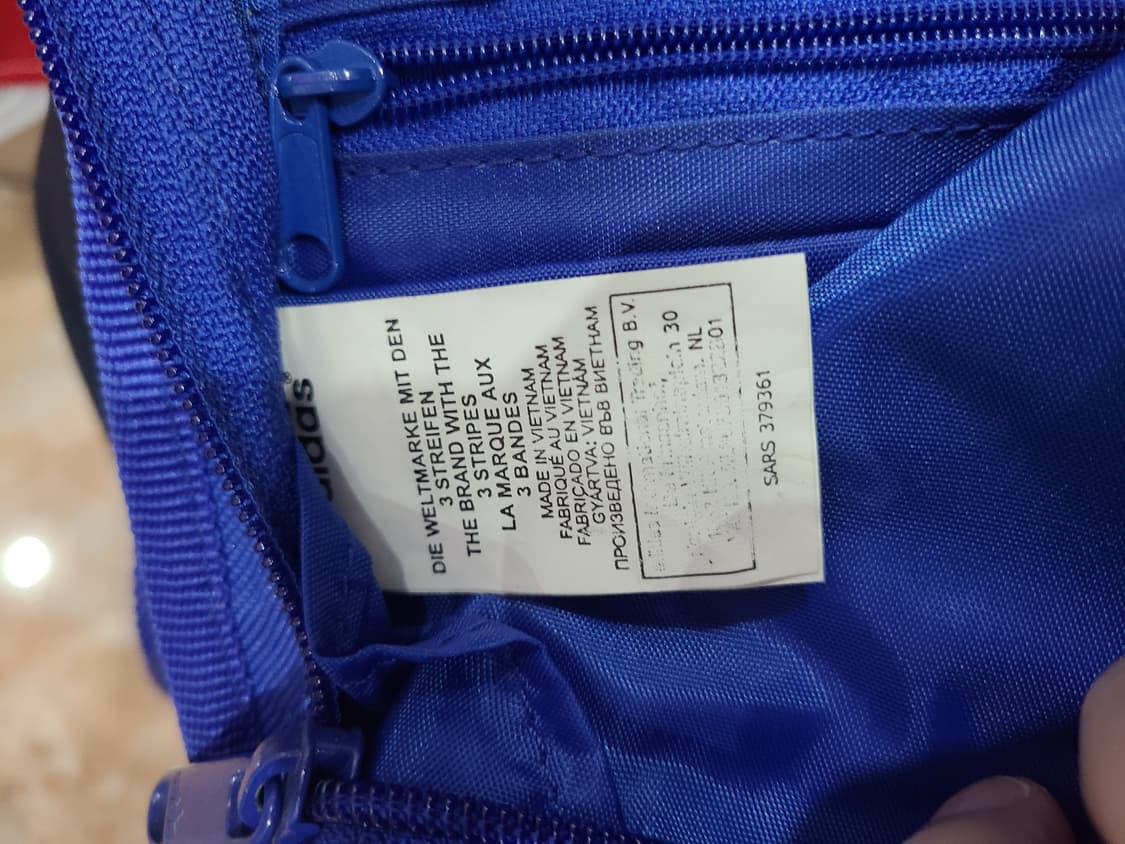 adidas®
DIE WELTMARKE MIT DEN
3 STREIFEN
THE BRAND WITH THE
3 STRIPES
LA MARQUE AUX
3 BANDES
MADE IN VIETNAM
FABRIQUÉ AU VIETNAM
FABRICADO EN VIETNAM
GYÁRTVA: VIETNÁM
ПРОИЗВЕДЕНО ВЪВ ВИЕТНАМ
Trading B.V.
30
NL
SARS 379361